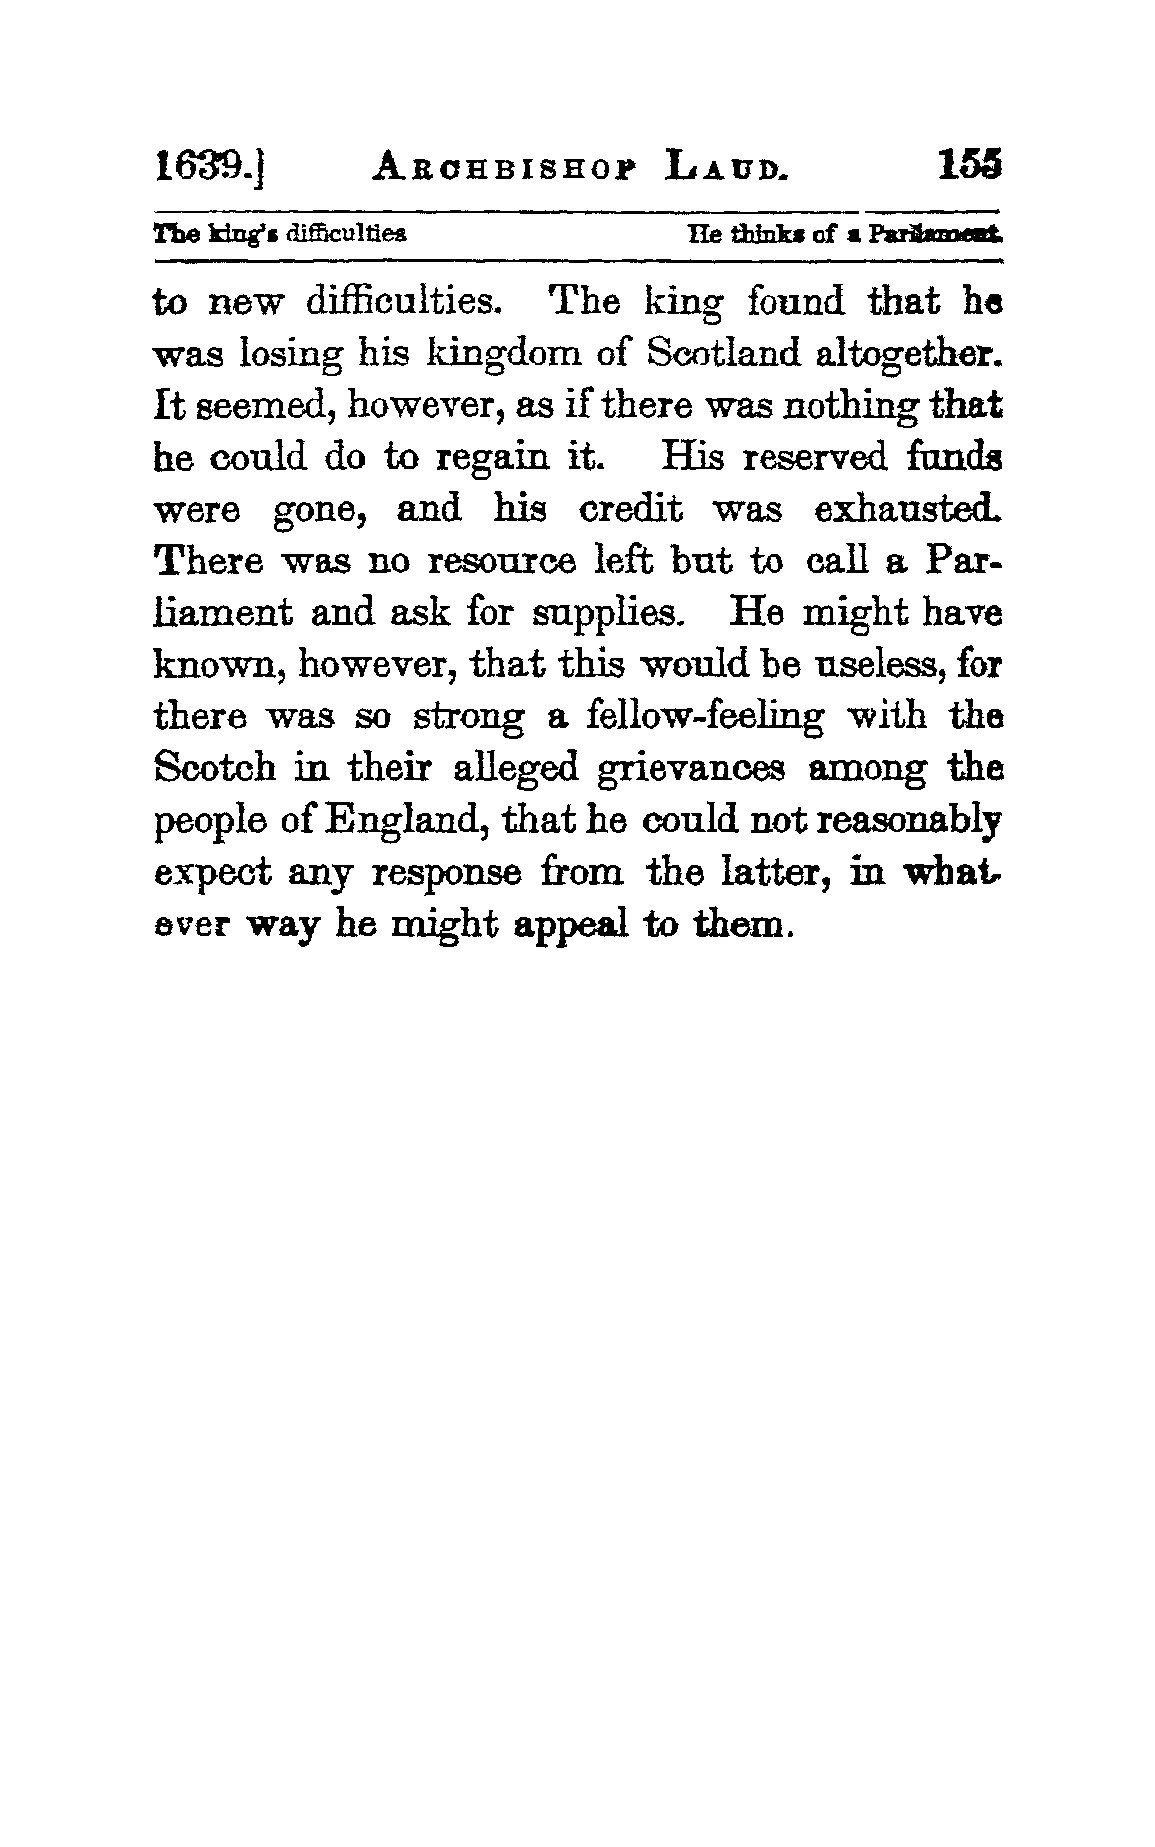 1639.] ARCHBISHOP LAUD. 155
The king's difficulties He thinks of a Parliament.
to new difficulties. The king found that he
was losing his kingdom of Scotland altogether.
It seemed, however, as if there was nothing that
he could do to regain it. His reserved funds
were gone, and his credit was exhausted.
There was no resource left but to call a Par-
liament and ask for supplies. He might have
known, however, that this would be useless, for
there was so strong a fellow-feeling with the
Scotch in their alleged grievances among the
people of England, that he could not reasonably
expect any response from the latter, in what-
ever way he might appeal to them.